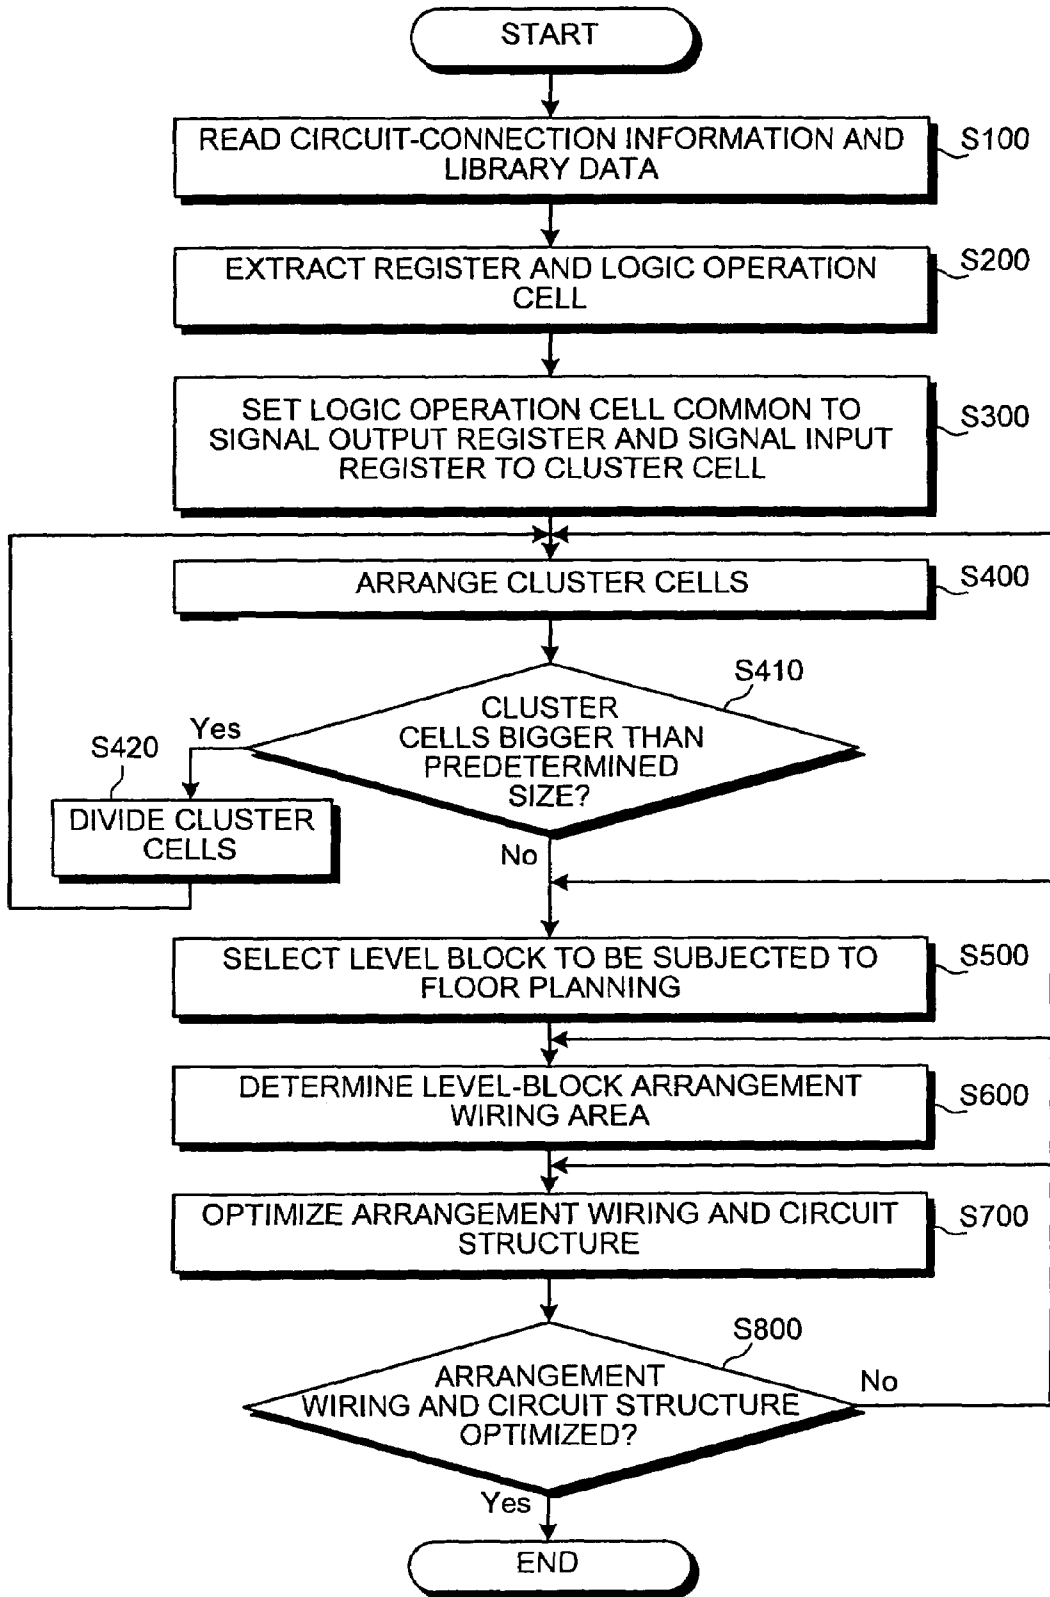 START
READ CIRCUIT-CONNECTION INFORMATION AND
LIBRARY DATA
S100
EXTRACT REGISTER AND LOGIC OPERATION
CELL
S200
SET LOGIC OPERATION CELL COMMON TO
SIGNAL OUTPUT REGISTER AND SIGNAL INPUT
REGISTER TO CLUSTER CELL
S300
ARRANGE CLUSTER CELLS
S400
CLUSTER
CELLS BIGGER THAN
PREDETERMINED
SIZE?
S410
Yes
S420
DIVIDE CLUSTER
CELLS
No
SELECT LEVEL BLOCK TO BE SUBJECTED TO
FLOOR PLANNING
S500
DETERMINE LEVEL-BLOCK ARRANGEMENT
WIRING AREA
S600
OPTIMIZE ARRANGEMENT WIRING AND CIRCUIT
STRUCTURE
S700
ARRANGEMENT
WIRING AND CIRCUIT STRUCTURE
OPTIMIZED?
S800
No
Yes
END